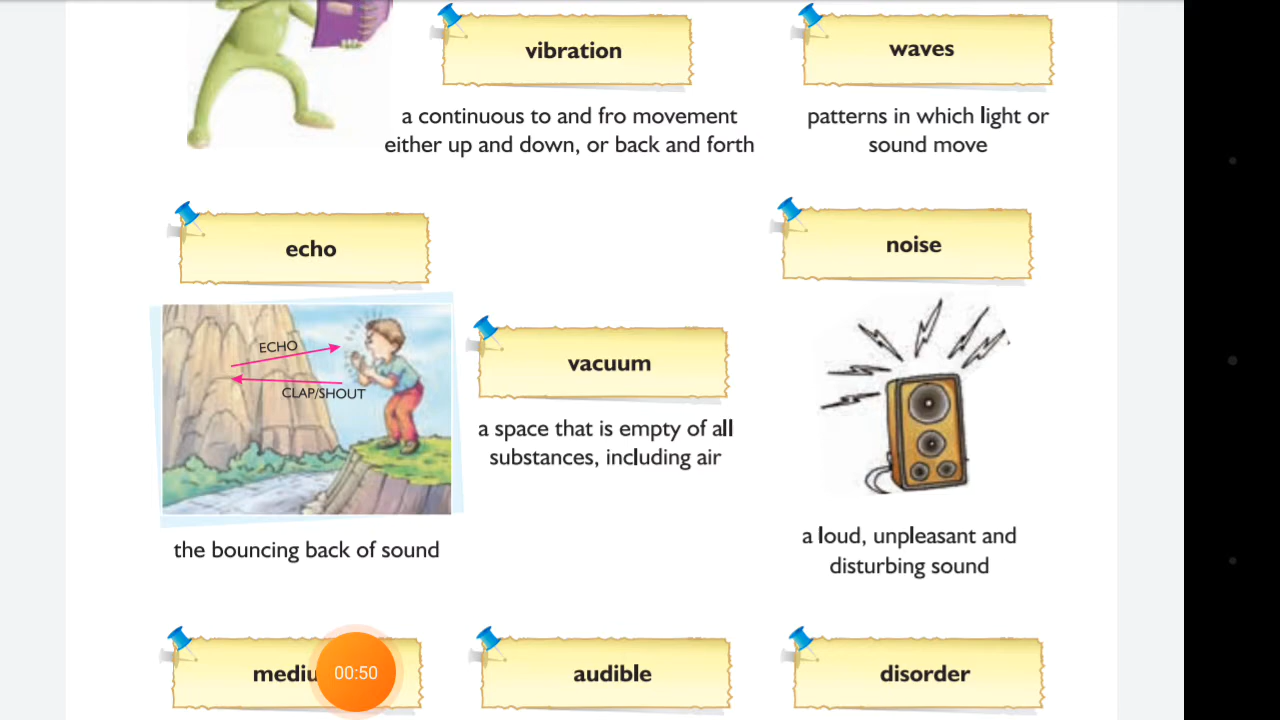 vibration
waves
a continuous to and fro movement
either up and down, or back and forth
patterns in which light or
sound move
echo
noise
ECHO
CLAP/SHOUT
vacuum
a space that is empty of all
substances, including air
the bouncing back of sound
a loud, unpleasant and
disturbing sound
mediu
00:50
audible
disorder